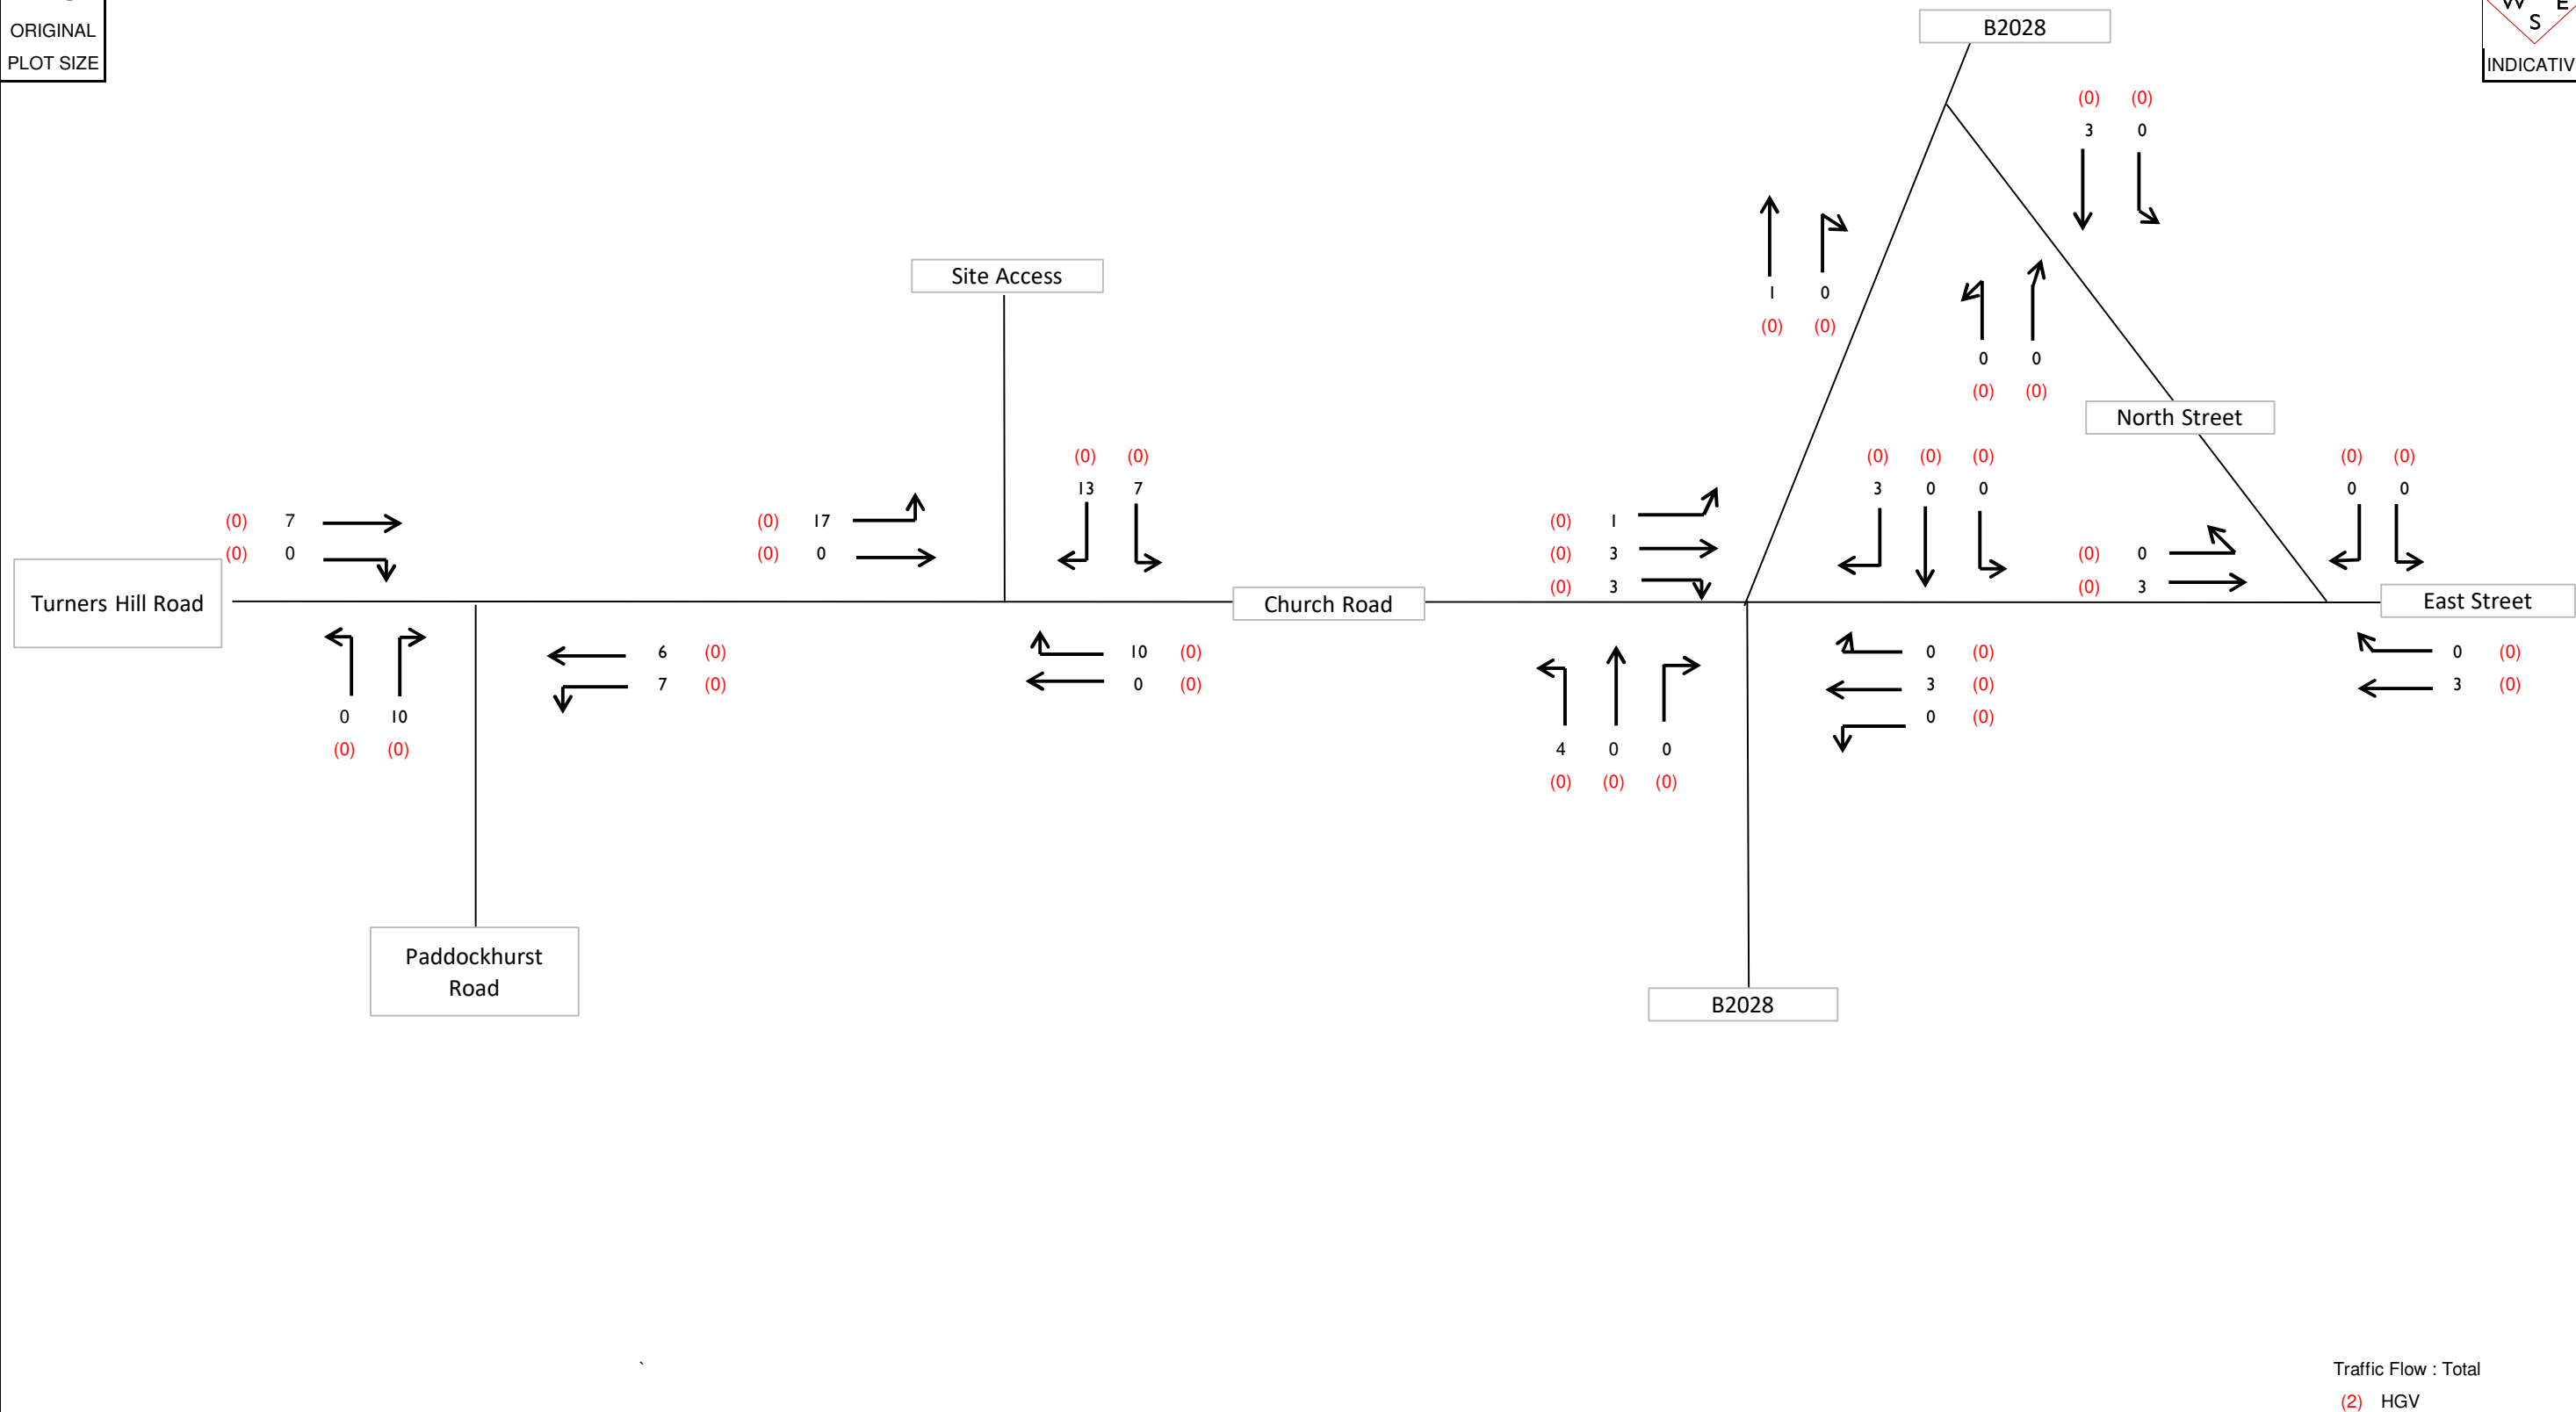 ORIGINAL
PLOT SIZE
B2028
W E
S
INDICATIV
(0) (0)
3 0
Site Access
1 0
(0) (0)
0 0
(0) (0)
North Street
(0) (0)
13 7
(0) (0) (0)
3 0 0
(0) (0)
0 0
(0) 7
(0) 0
(0) 17
(0) 0
(0) 1
(0) 3
(0) 3
(0) 0
(0) 3
Turners Hill Road
Church Road
East Street
6 (0)
7 (0)
10 (0)
0 (0)
0 (0)
3 (0)
0 (0)
0 (0)
3 (0)
0 10
(0) (0)
4 0 0
(0) (0) (0)
Paddockhurst
Road
B2028
`
Traffic Flow : Total
(2) HGV